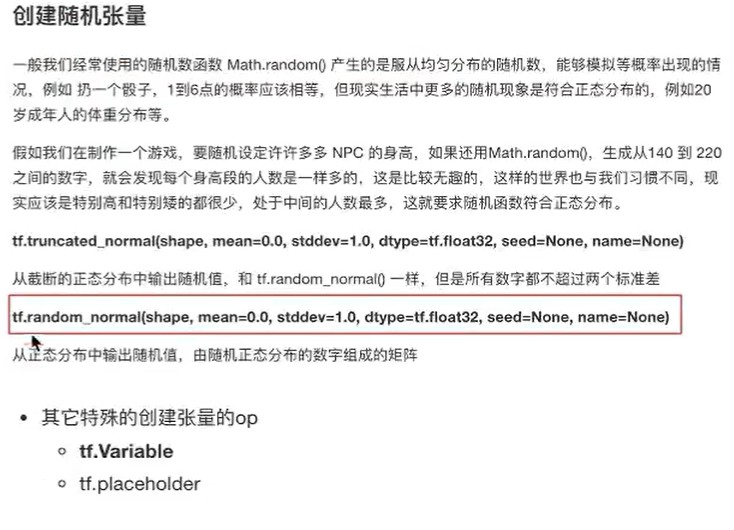 创建随机张量
一般我们经常使用的随机数函数 Math.random() 产生的是服从均匀分布的随机数，能够模拟等概率出现的情
况，例如 扔一个骰子，1到6点的概率应该相等，但现实生活中更多的随机现象是符合正态分布的，例如20
岁成年人的体重分布等。
假如我们在制作一个游戏，要随机设定许许多多 NPC 的身高，如果还用Math.random()，生成从140 到 220
之间的数字，就会发现每个身高段的人数是一样多的，这是比较无趣的，这样的世界也与我们习惯不同，现
实应该是特别高和特别矮的都很少，处于中间的人数最多，这就要求随机函数符合正态分布。
tf.truncated_normal(shape, mean=0.0, stddev=1.0, dtype=tf.float32, seed=None, name=None)
从截断的正态分布中输出随机值，和 tf.random_normal() 一样，但是所有数字都不超过两个标准差
tf.random_normal(shape, mean=0.0, stddev=1.0, dtype=tf.float32, seed=None, name=None)
从正态分布中输出随机值，由随机正态分布的数字组成的矩阵
其它特殊的创建张量的op
tf.Variable
tf.placeholder